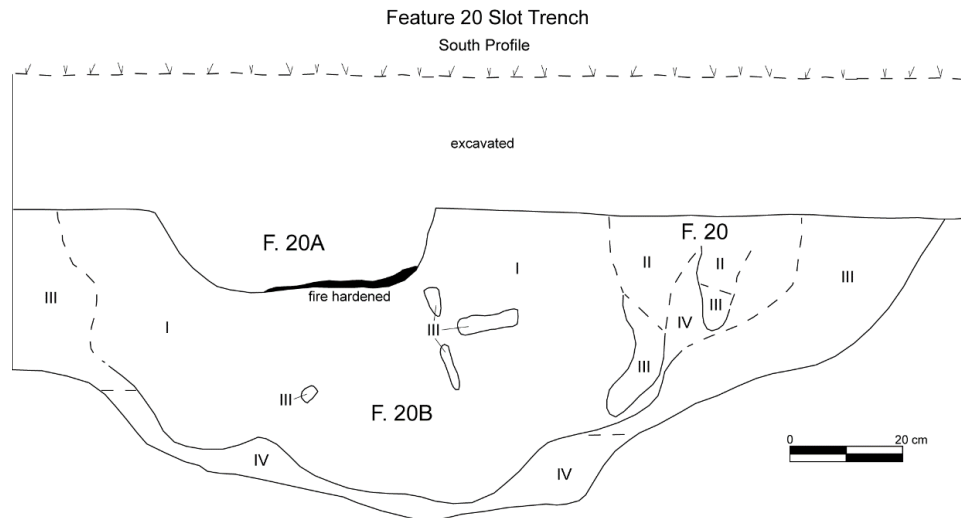 Feature 20 Slot Trench
South Profile
excavated
F. 20A
F. 20
I
II
II
III
fire hardened
III
III
I
III
IV
III
III
F. 20B
0 20 cm
IV
IV